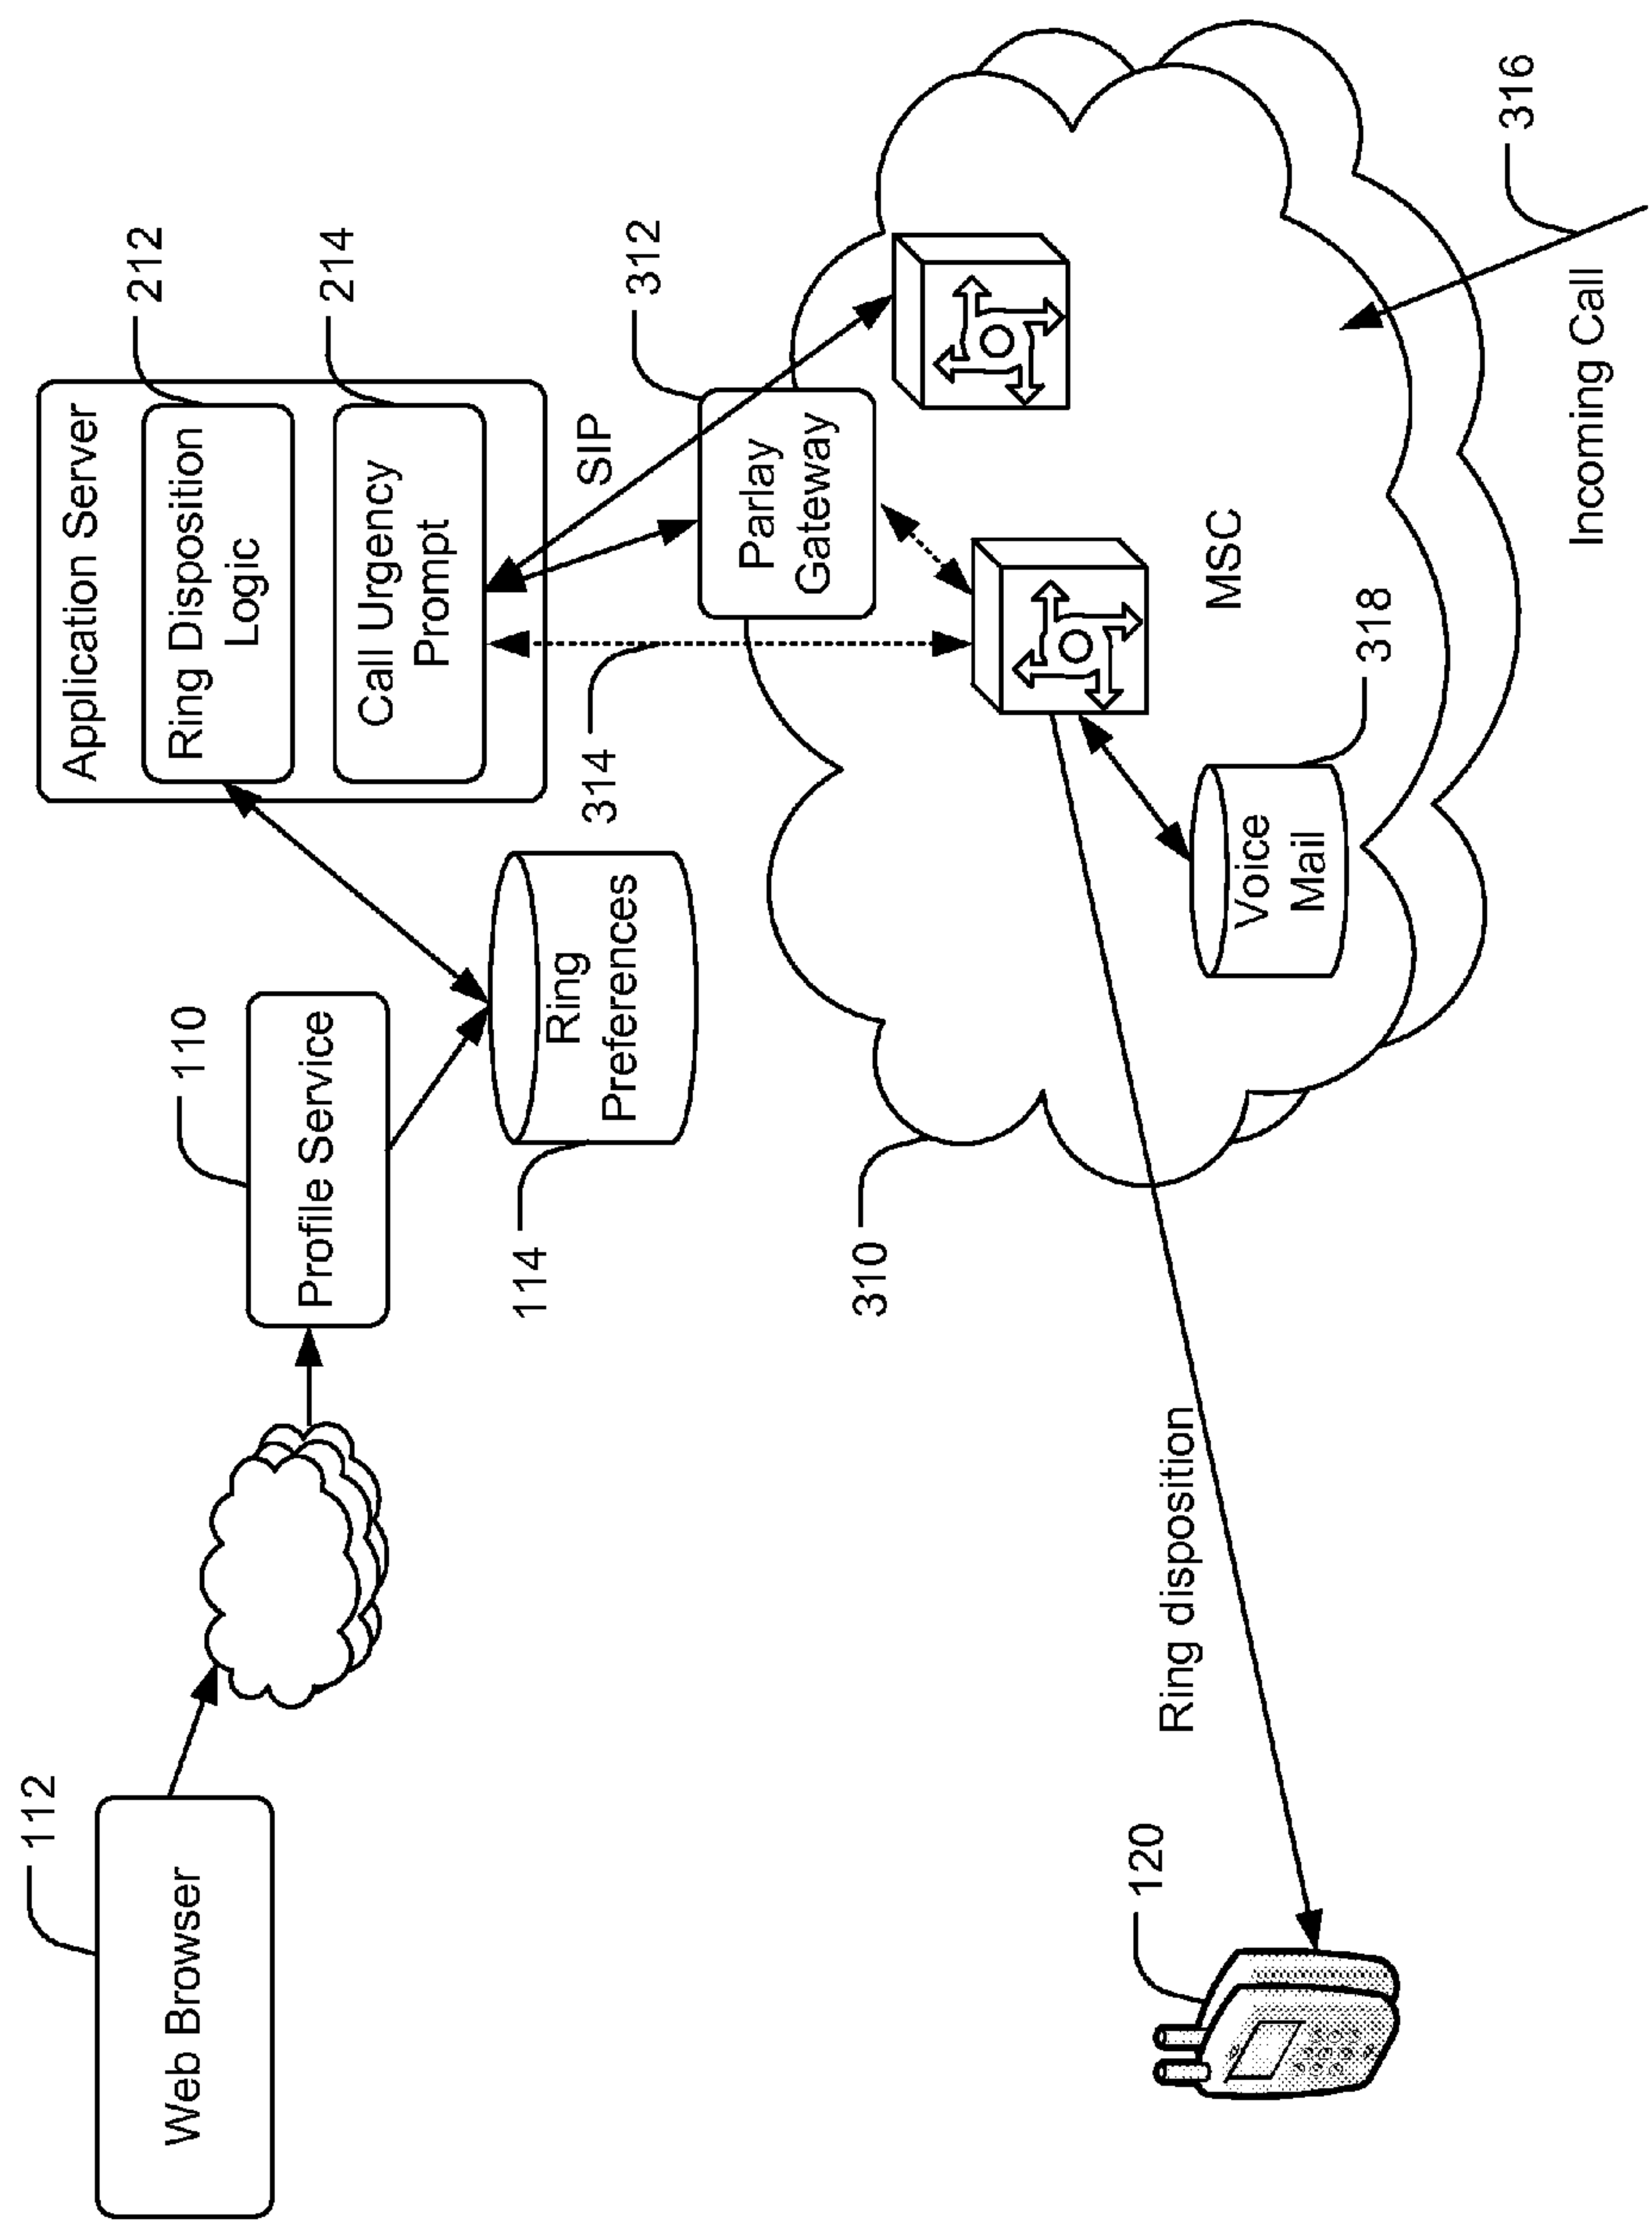 112
Web Browser
110
Profile Service
114
Ring
Preferences
Application Server
Ring Disposition
Logic
212
Call Urgency
Prompt
214
314
SIP
312
Parlay
Gateway
310
MSC
Voice
Mail
318
316
Incoming Call
Ring disposition
120